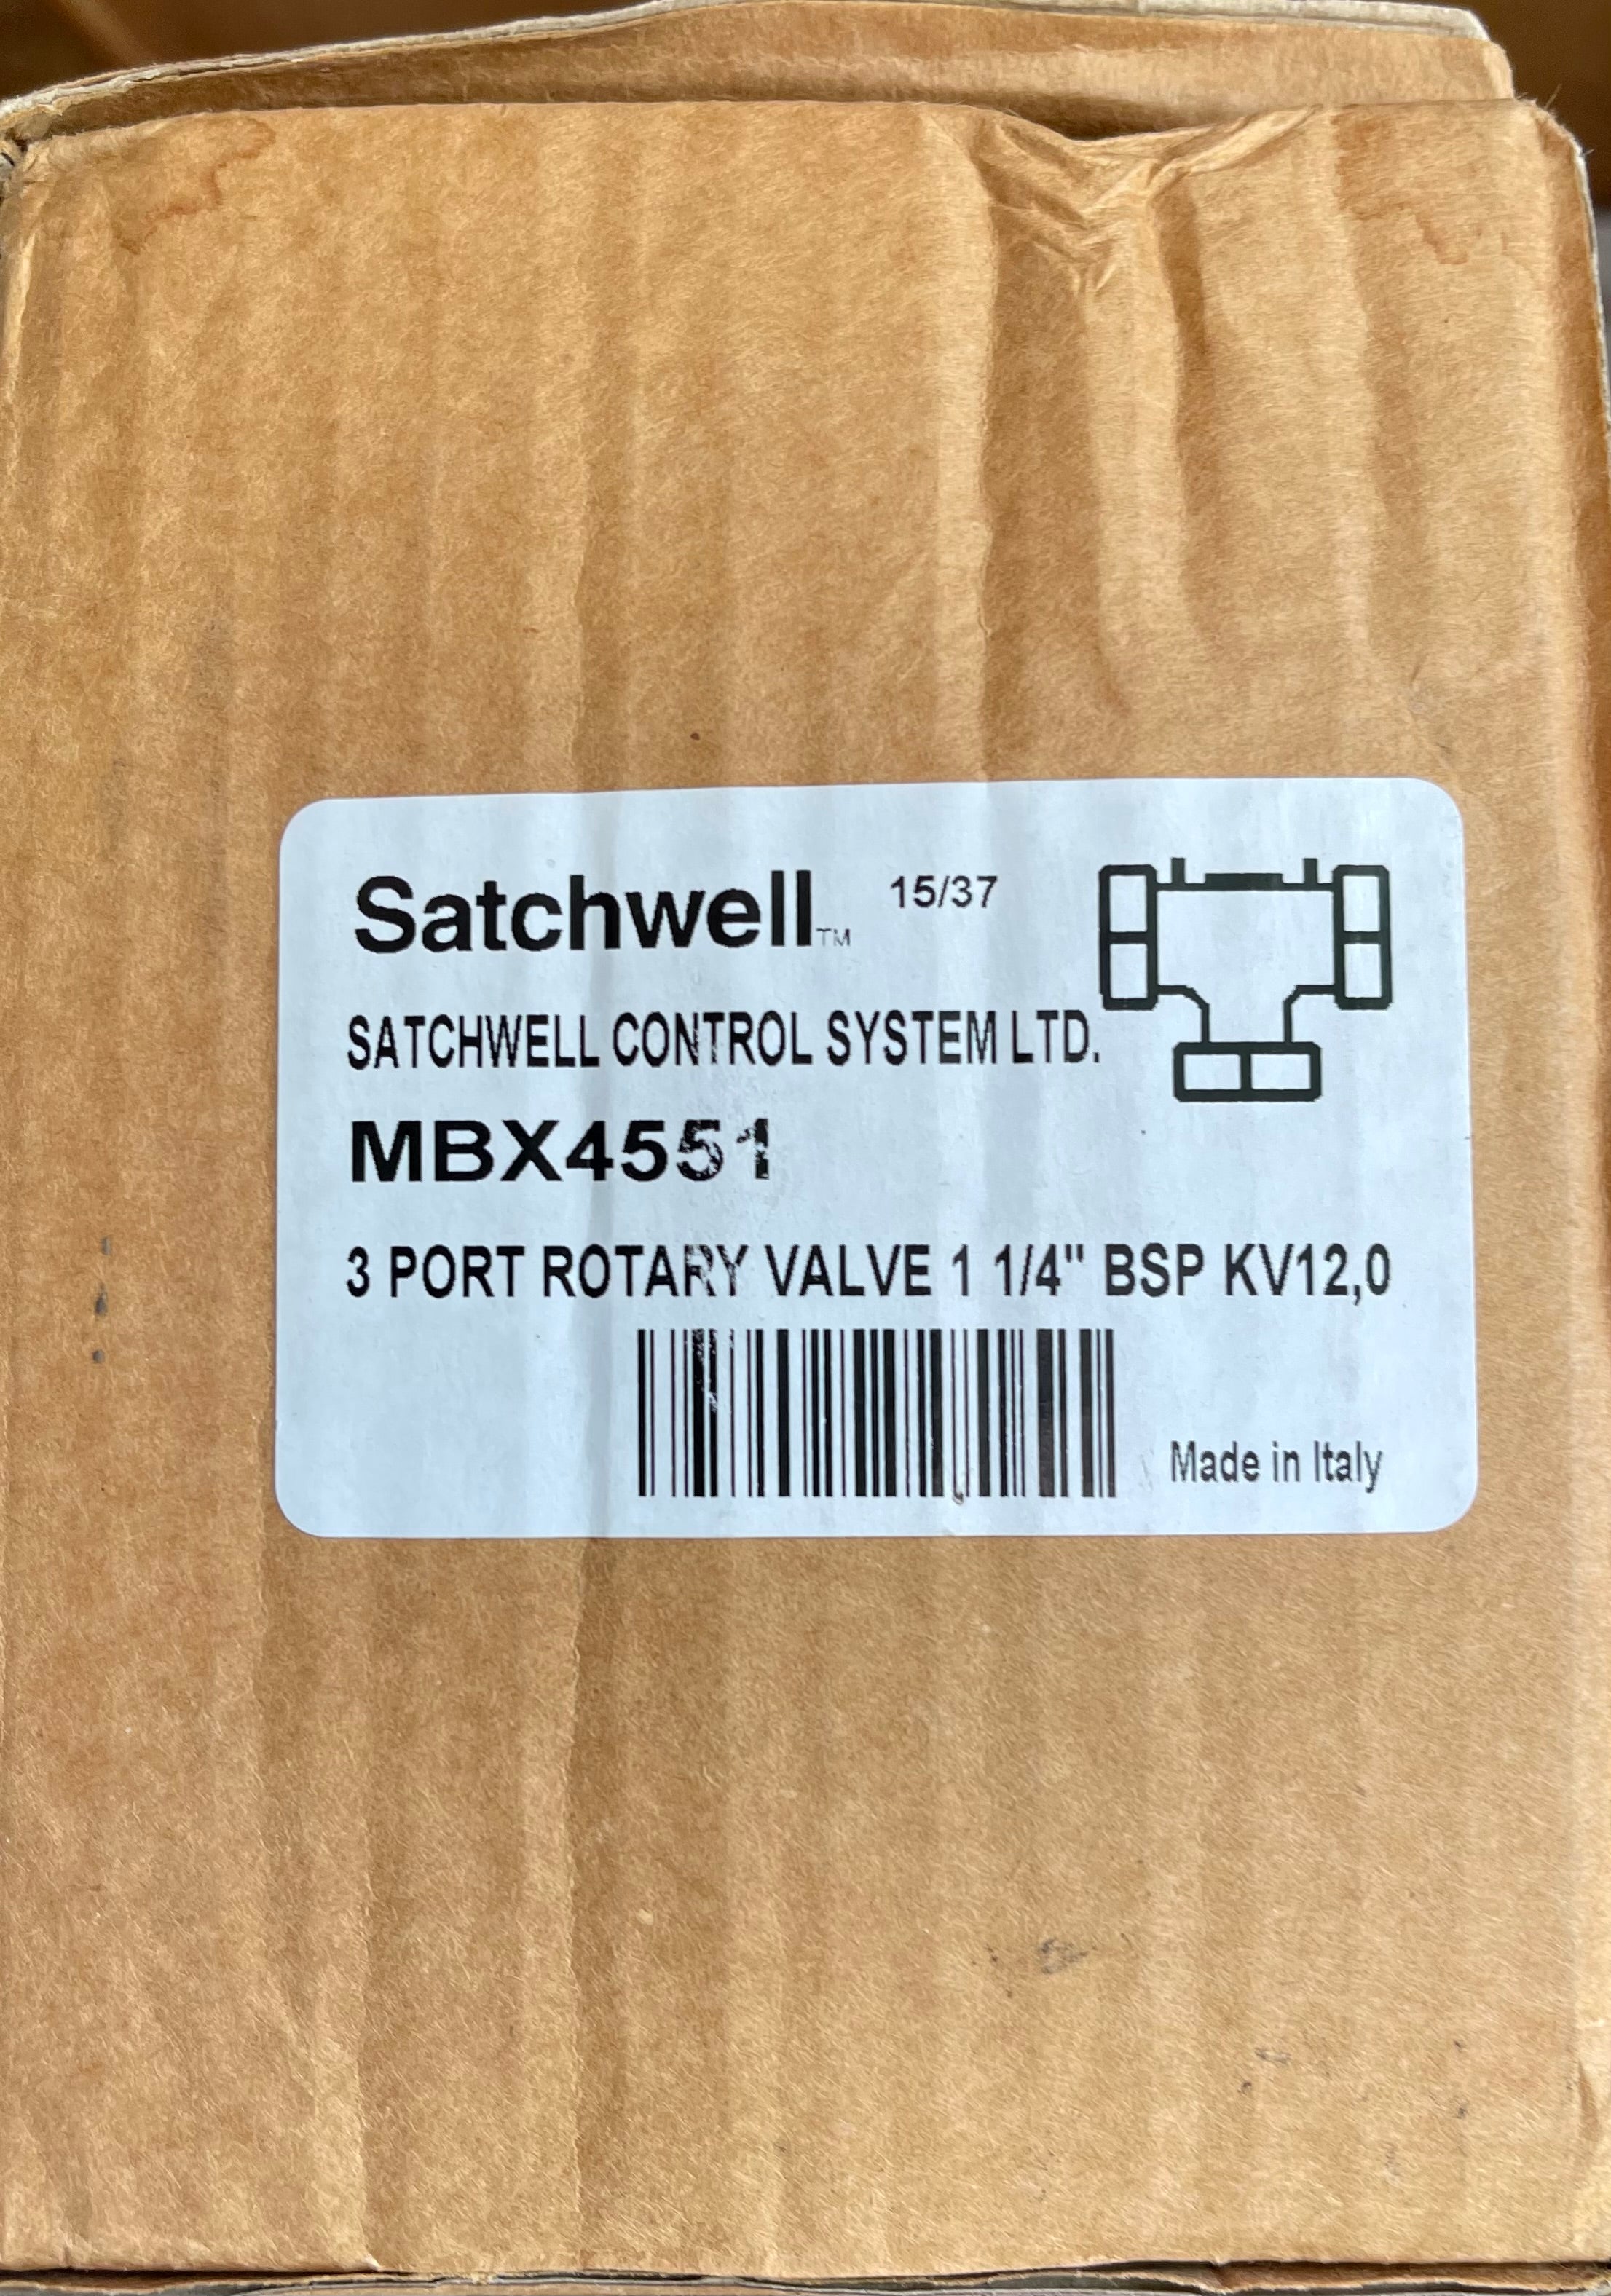 Satchwell™ 15/37
SATCHWELL CONTROL SYSTEM LTD.
MBX4551
3 PORT ROTARY VALVE 1 1/4" BSP KV12,0
Made in Italy